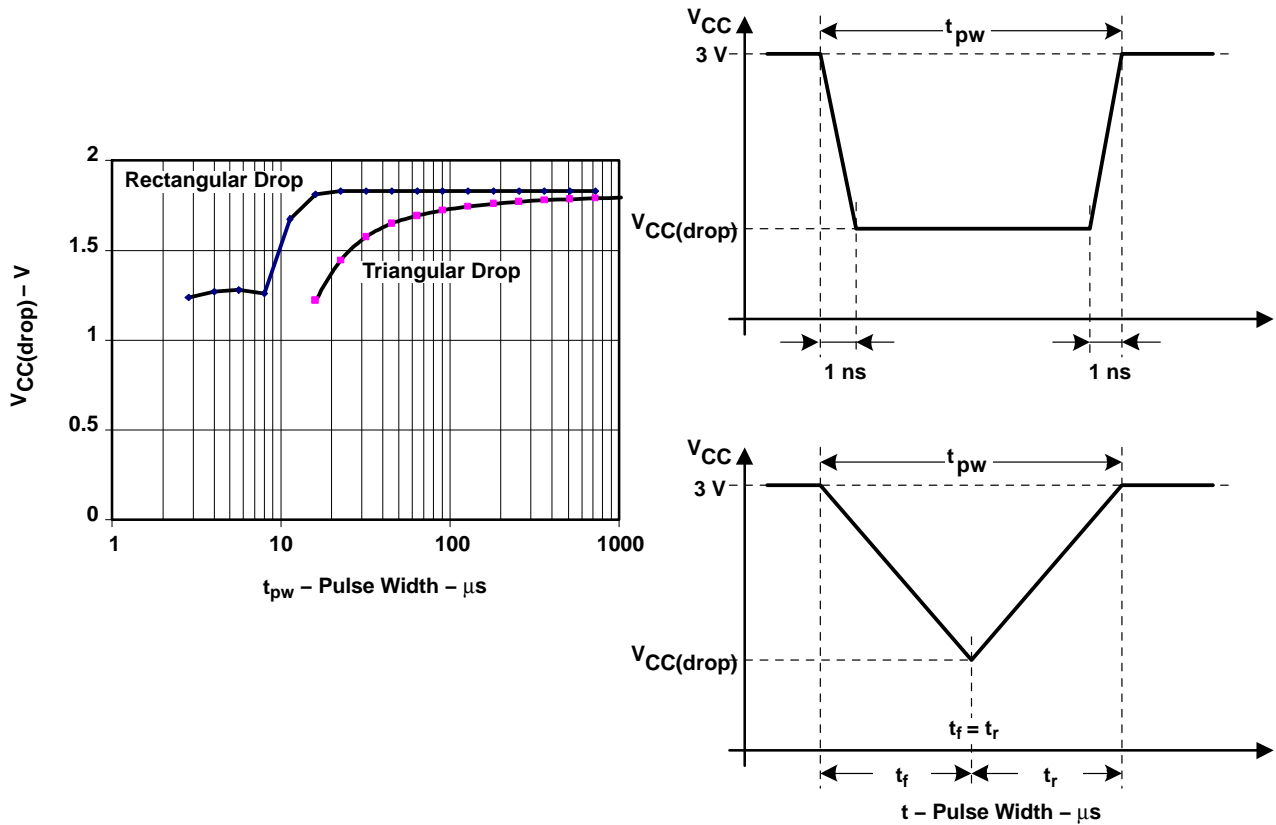 2
1.5
1
0.5
0
Rectangular Drop
Triangular Drop
VCC(drop) – V
1
10
100
1000
tpw – Pulse Width – μs
VCC
3 V
tpw
VCC(drop)
1 ns
1 ns
VCC
3 V
tpw
VCC(drop)
tf = tr
tf
tr
t – Pulse Width – μs